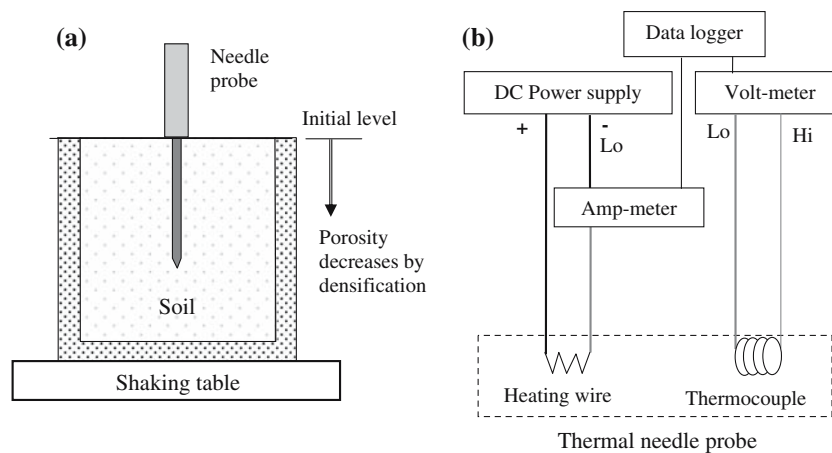 (a)
Needle
probe
Initial level
Porosity
decreases by
densification
Soil
Shaking table
(b)
Data logger
DC Power supply
Volt-meter
+
-
Lo
Lo
Hi
Amp-meter
Heating wire
Thermocouple
Thermal needle probe